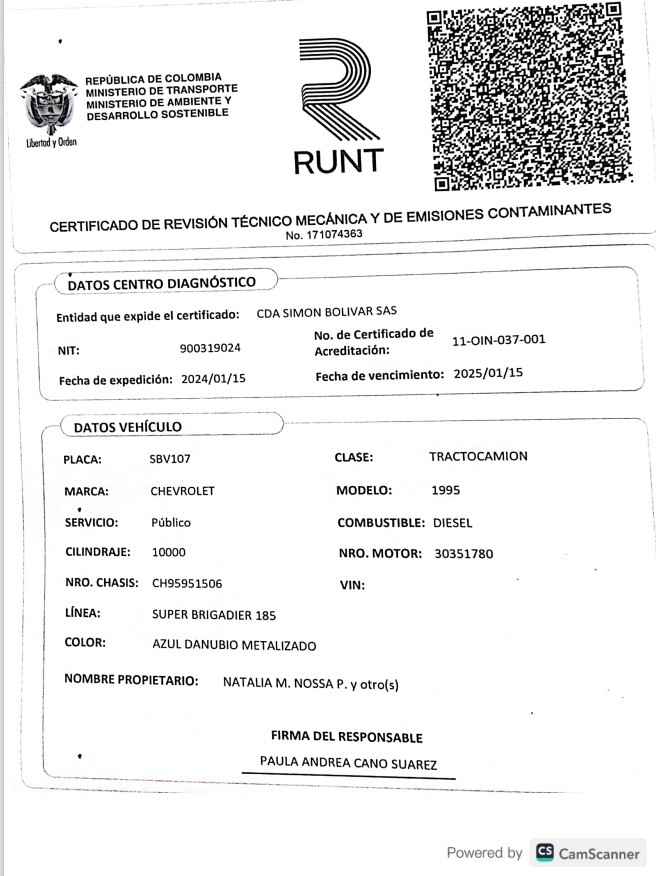 REPÚBLICA DE COLOMBIA
MINISTERIO DE TRANSPORTE
MINISTERIO DE AMBIENTE Y
DESARROLLO SOSTENIBLE
Libertad y Orden
RUNT
CERTIFICADO DE REVISIÓN TÉCNICO MECÁNICA Y DE EMISIONES CONTAMINANTES
No. 171074363
DATOS CENTRO DIAGNÓSTICO
Entidad que expide el certificado: CDA SIMON BOLIVAR SAS
NIT: 900319024 No. de Certificado de Acreditación: 11-OIN-037-001
Fecha de expedición: 2024/01/15 Fecha de vencimiento: 2025/01/15
DATOS VEHÍCULO
PLACA: SBV107 CLASE: TRACTOCAMION
MARCA: CHEVROLET MODELO: 1995
SERVICIO: Público COMBUSTIBLE: DIESEL
CILINDRAJE: 10000 NRO. MOTOR: 30351780
NRO. CHASIS: CH95951506 VIN:
LÍNEA: SUPER BRIGADIER 185
COLOR: AZUL DANUBIO METALIZADO
NOMBRE PROPIETARIO: NATALIA M. NOSSA P. y otro(s)
FIRMA DEL RESPONSABLE
PAULA ANDREA CANO SUAREZ
Powered by CS CamScanner